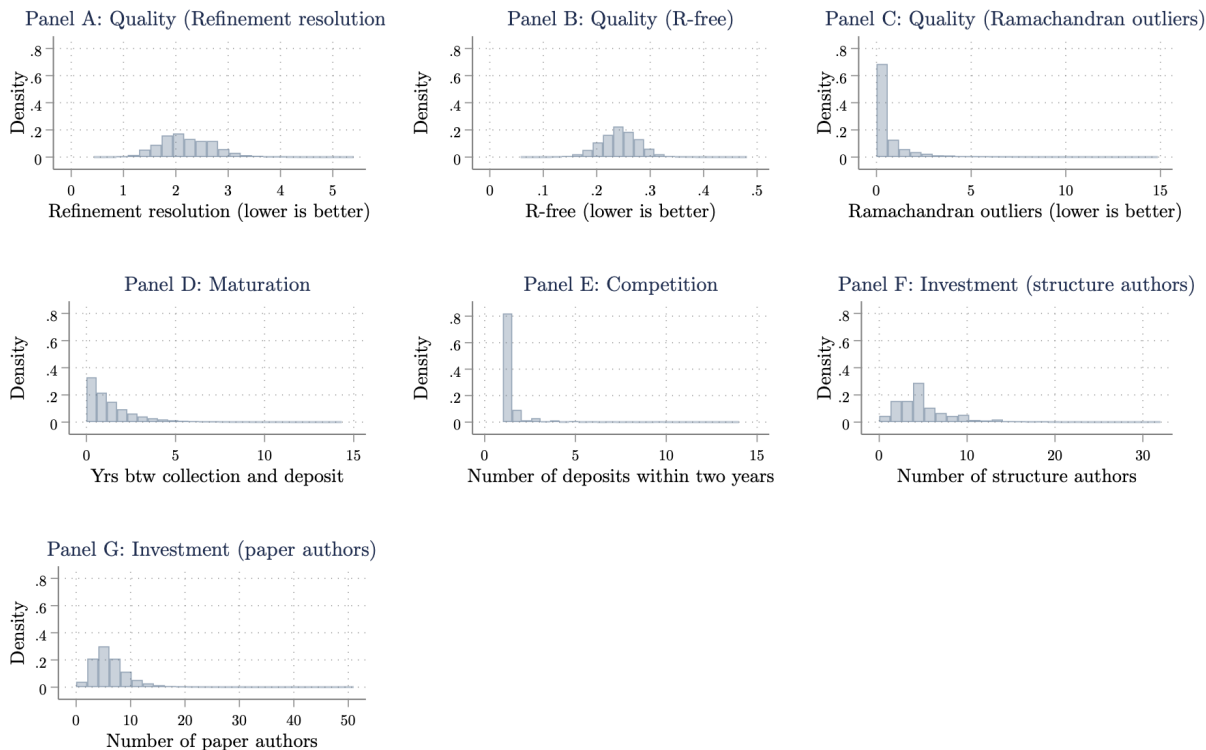 Panel A: Quality (Refinement resolution
Density
.8
.6
.4
.2
0
0 1 2 3 4 5
Refinement resolution (lower is better)
Panel B: Quality (R-free)
Density
.8
.6
.4
.2
0
0 .1 .2 .3 .4 .5
R-free (lower is better)
Panel C: Quality (Ramachandran outliers)
Density
.8
.6
.4
.2
0
0 5 10 15
Ramachandran outliers (lower is better)
Panel D: Maturation
Density
.8
.6
.4
.2
0
0 5 10 15
Yrs btw collection and deposit
Panel E: Competition
Density
.8
.6
.4
.2
0
0 5 10 15
Number of deposits within two years
Panel F: Investment (structure authors)
Density
.8
.6
.4
.2
0
0 10 20 30
Number of structure authors
Panel G: Investment (paper authors)
Density
.8
.6
.4
.2
0
0 10 20 30 40 50
Number of paper authors